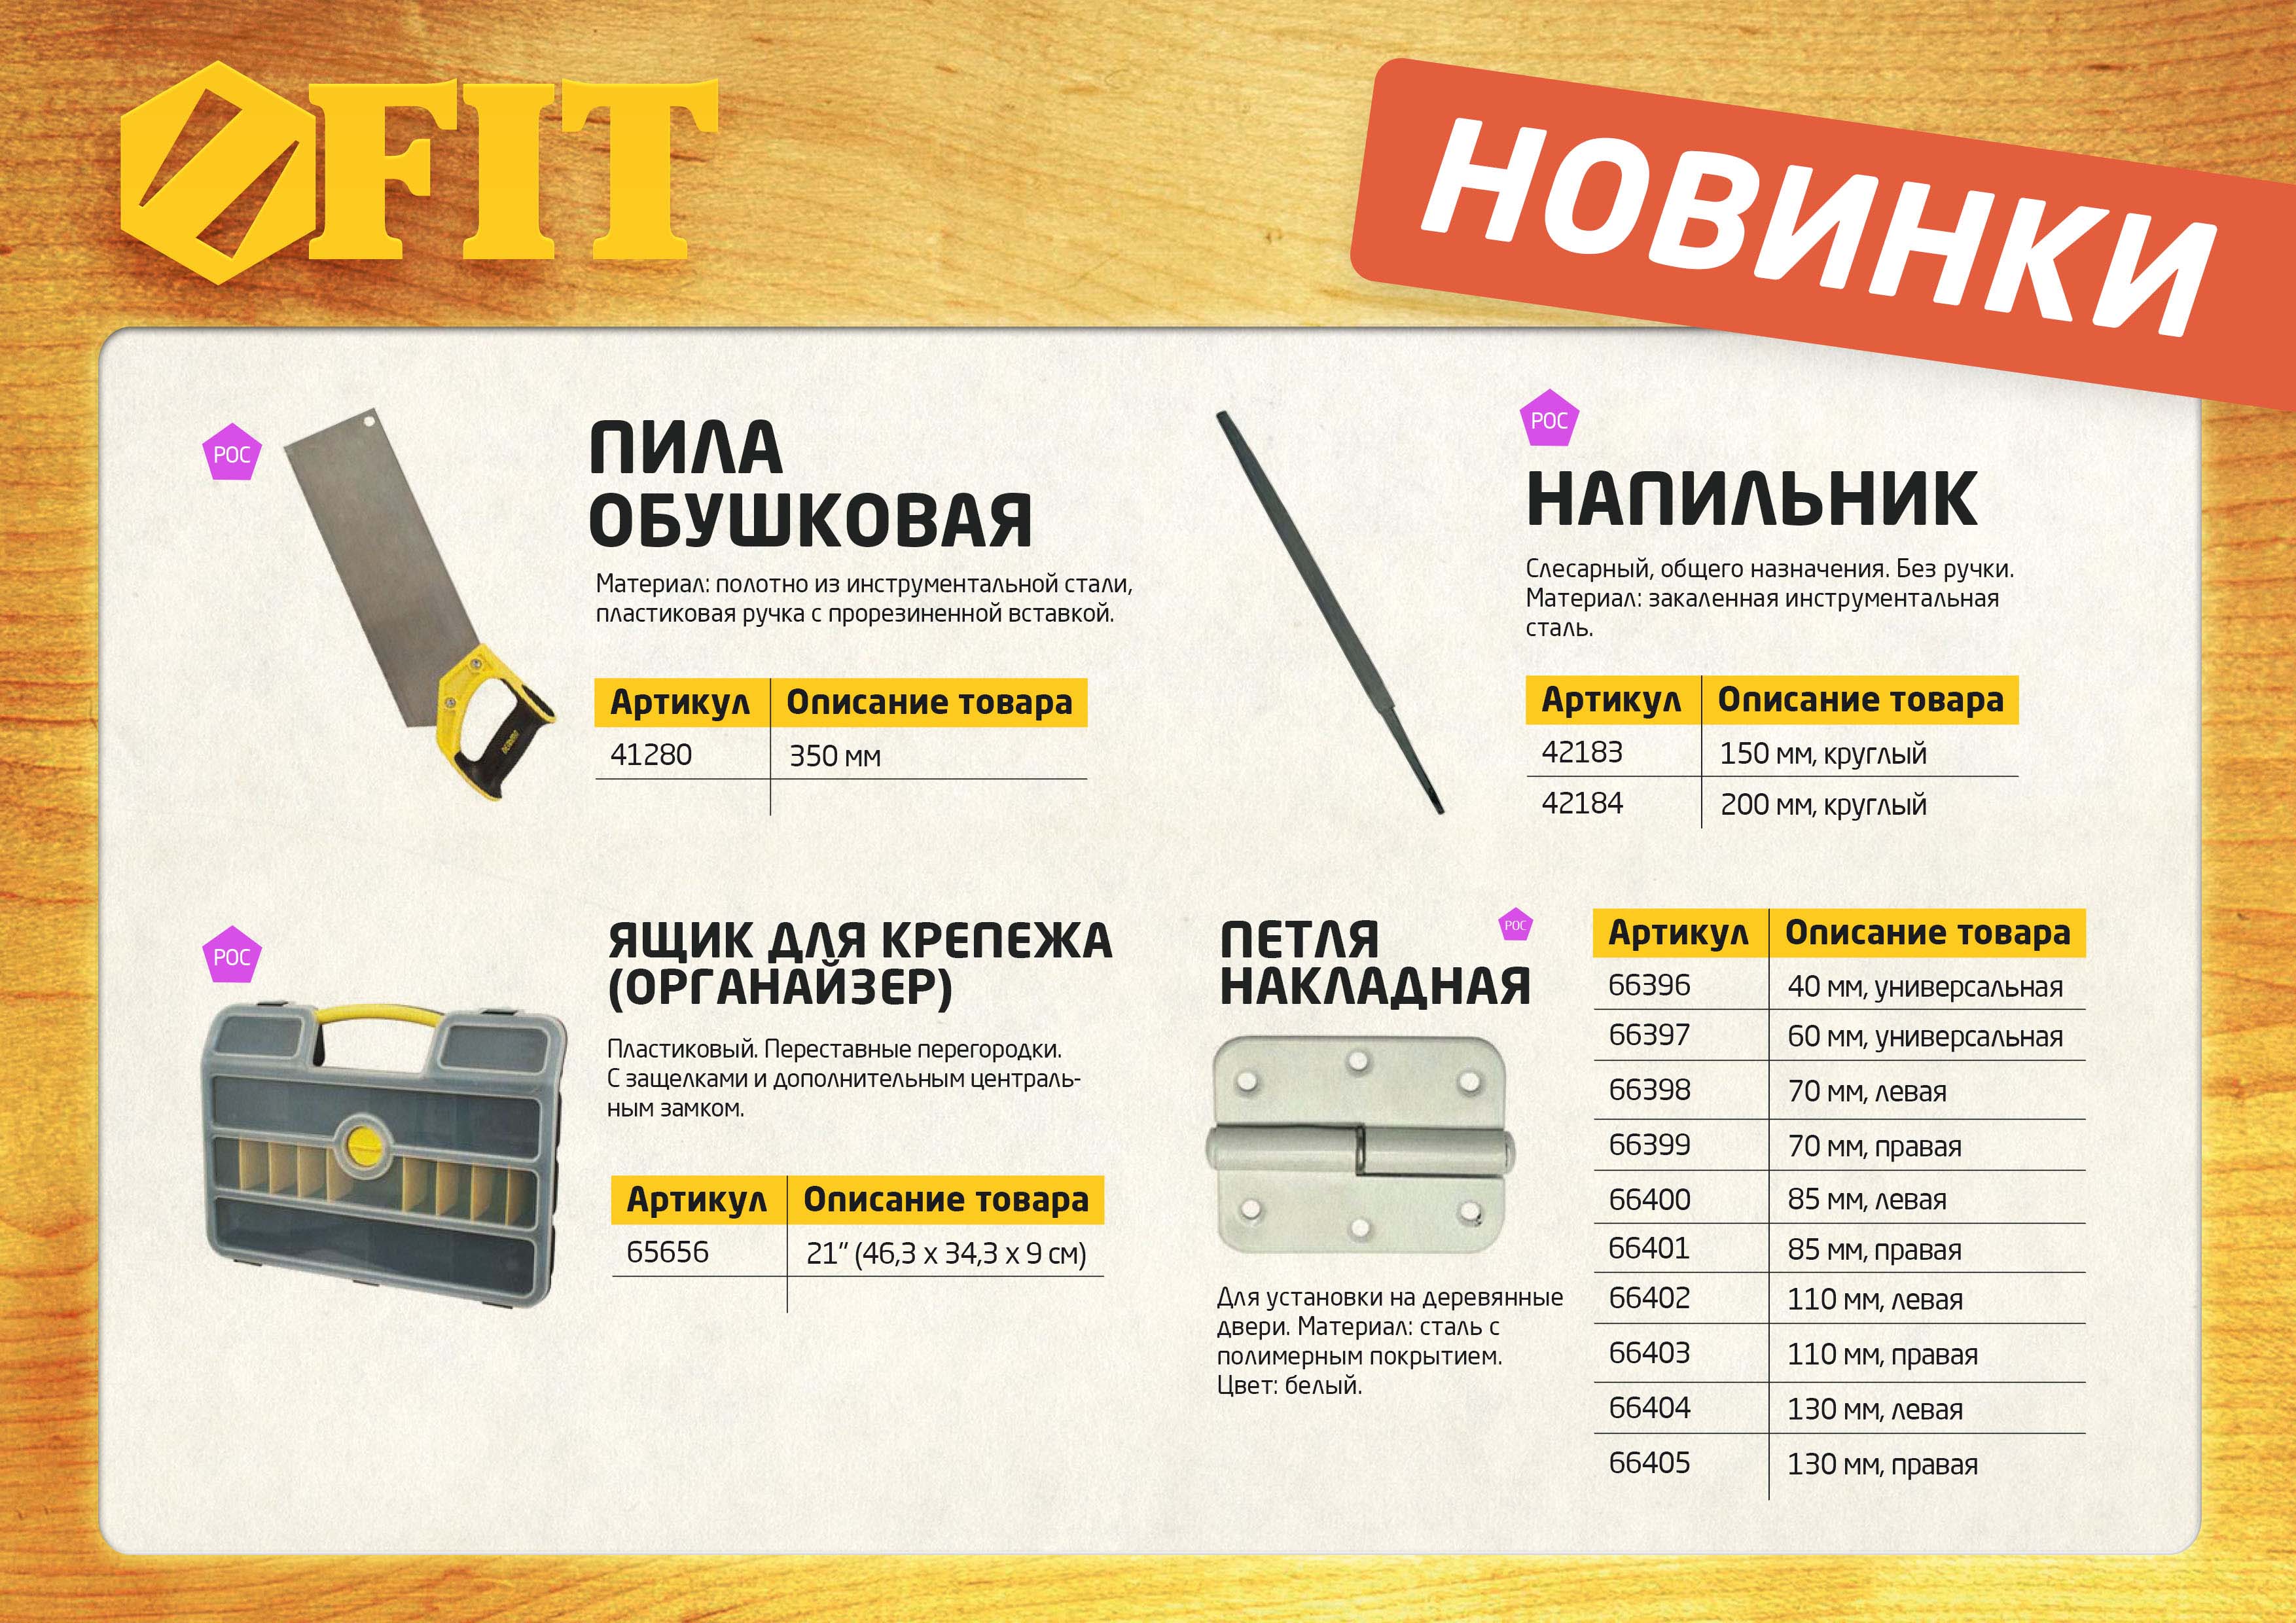 FIT
НОВИНКИ
РОС
ПИЛА
ОБУШКОВАЯ
Материал: полотно из инструментальной стали,
пластиковая ручка с прорезиненной вставкой.
Артикул Описание товара
41280 350 мм
РОС
НАПИЛЬНИК
Слесарный, общего назначения. Без ручки.
Материал: закаленная инструментальная
сталь.
Артикул Описание товара
42183 150 мм, круглый
42184 200 мм, круглый
РОС
ЯЩИК ДЛЯ КРЕПЕЖА
(ОРГАНАЙЗЕР)
Пластиковый. Переставные перегородки.
С защелками и дополнительным централь-
ным замком.
Артикул Описание товара
65656 21" (46,3 x 34,3 x 9 см)
ПЕТЛЯ
НАКЛАДНАЯ
РОС
Для установки на деревянные
двери. Материал: сталь с
полимерным покрытием.
Цвет: белый.
Артикул Описание товара
66396 40 мм, универсальная
66397 60 мм, универсальная
66398 70 мм, левая
66399 70 мм, правая
66400 85 мм, левая
66401 85 мм, правая
66402 110 мм, левая
66403 110 мм, правая
66404 130 мм, левая
66405 130 мм, правая